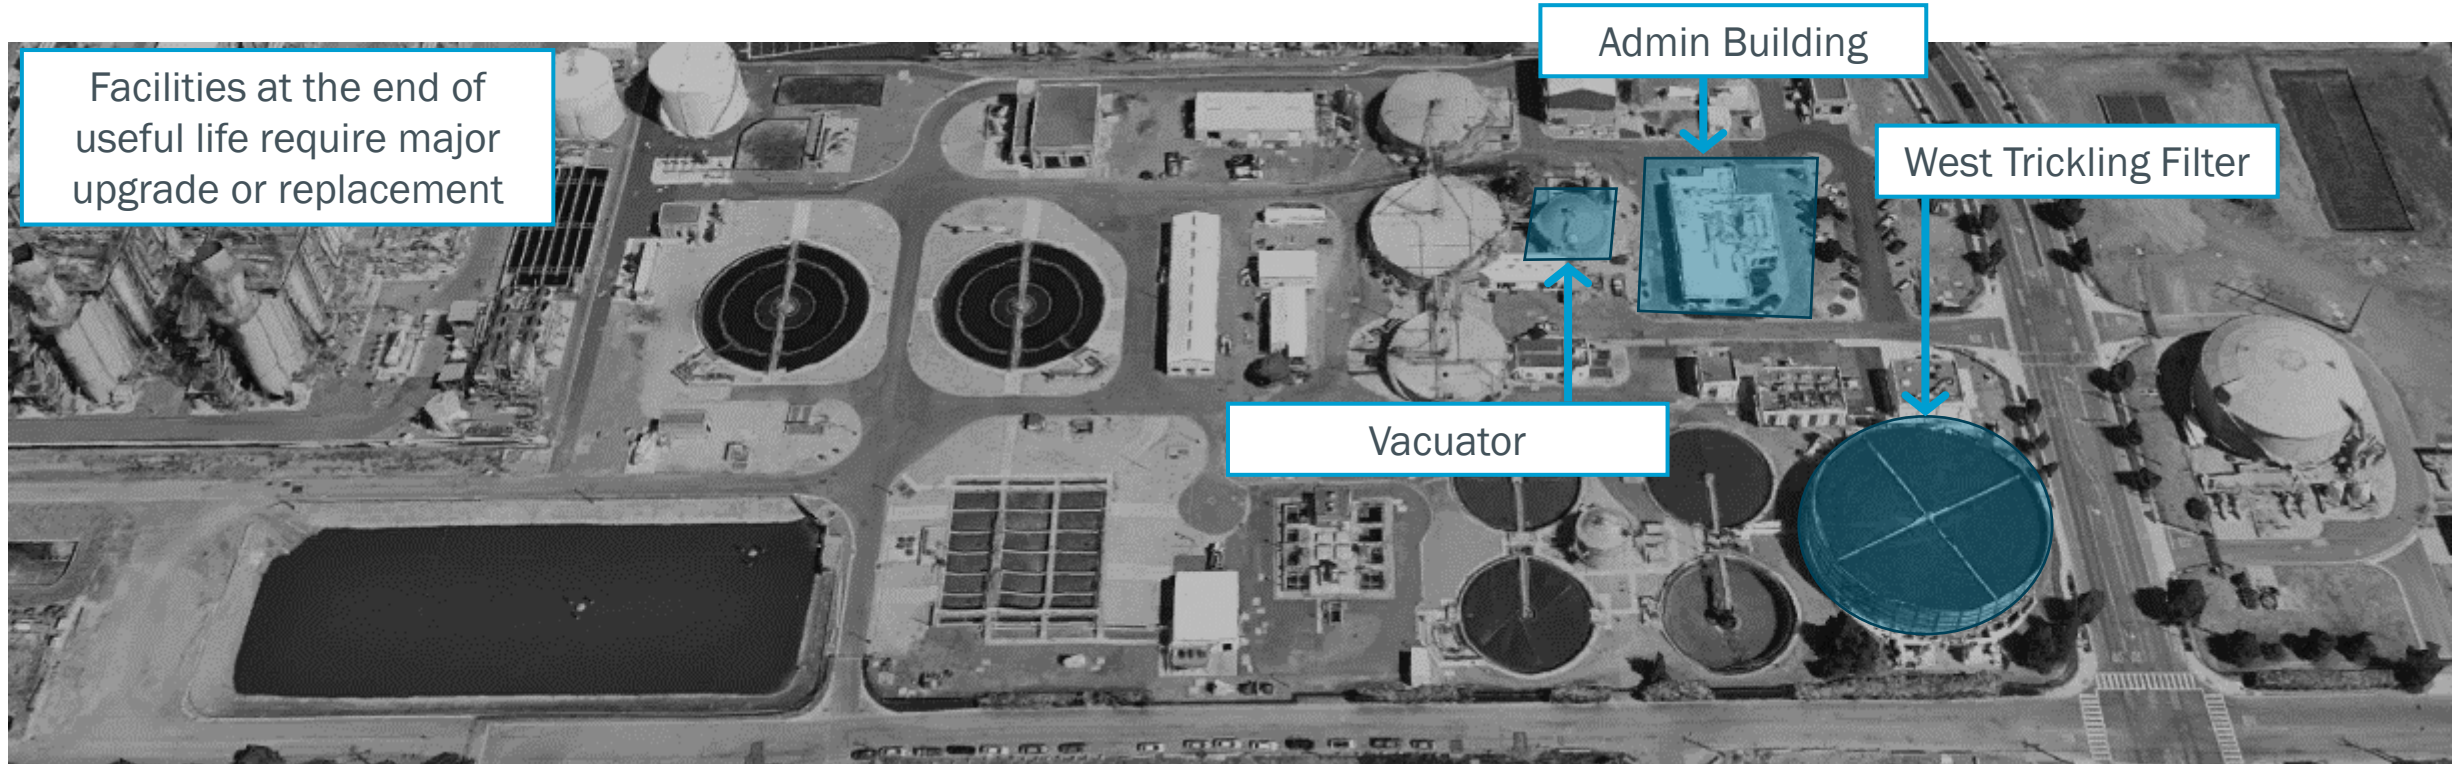 Admin Building
Facilities at the end of
useful life require major
upgrade or replacement
West Trickling Filter
Vacuator